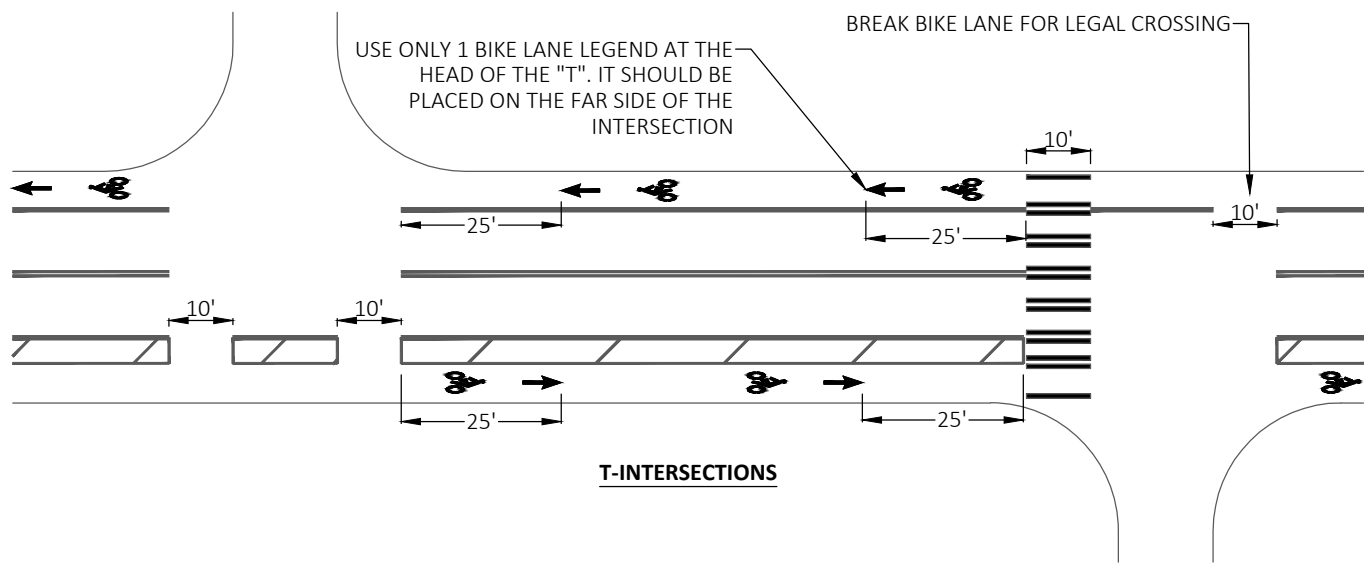 BREAK BIKE LANE FOR LEGAL CROSSING
USE ONLY 1 BIKE LANE LEGEND AT THE
HEAD OF THE "T". IT SHOULD BE
PLACED ON THE FAR SIDE OF THE
INTERSECTION
10'
25'
25'
10'
10'
10'
25'
25'
T-INTERSECTIONS